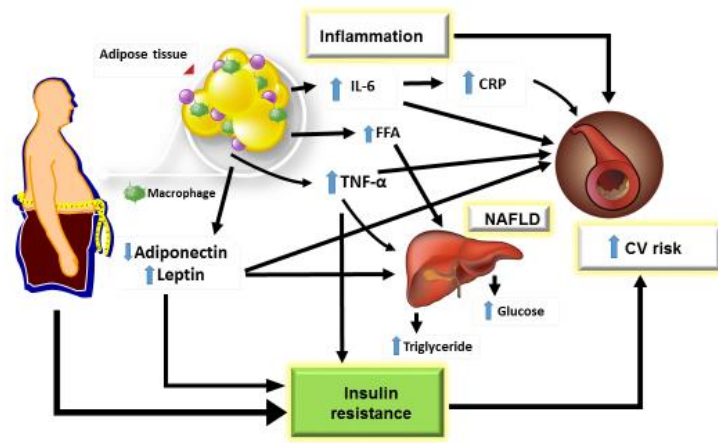 Inflammation
Adipose tissue
IL-6
CRP
FFA
Macrophage
TNF-α
NAFLD
Adiponectin
Leptin
CV risk
Glucose
Triglyceride
Insulin
resistance